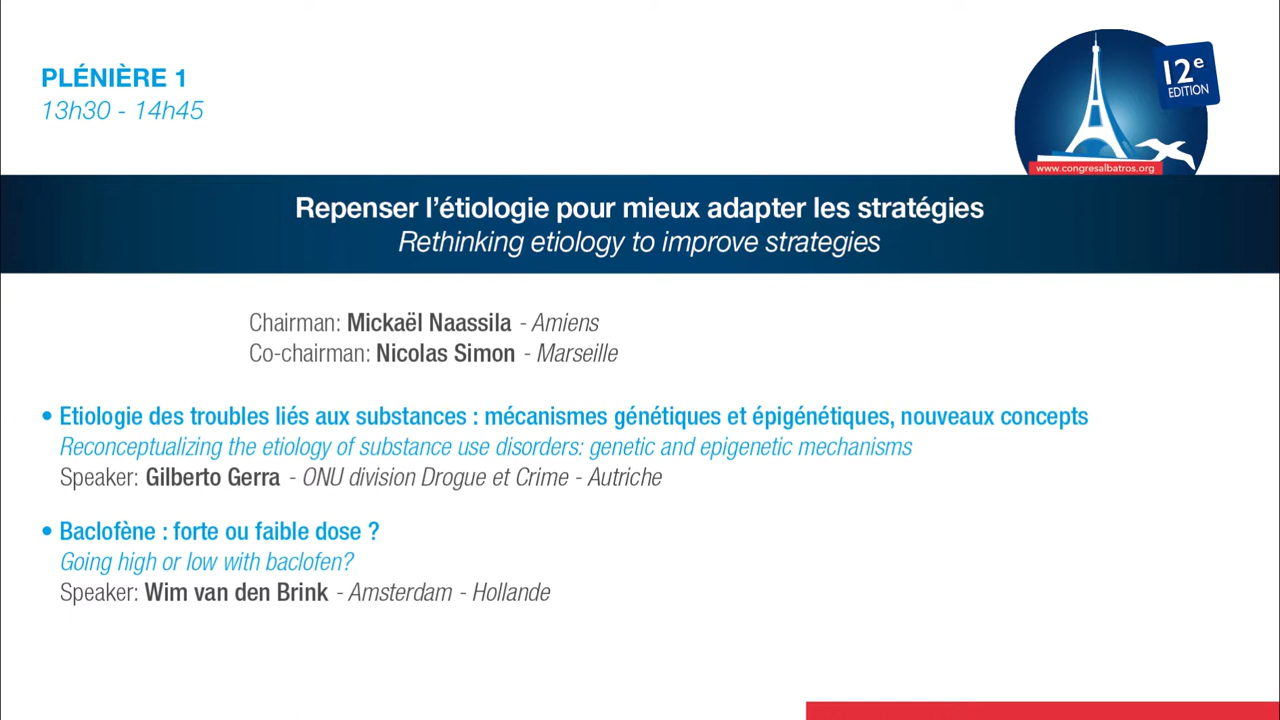 PLÉNIÈRE 1
13h30 - 14h45
12e
EDITION
www.congresalbatros.org
Repenser l’étiologie pour mieux adapter les stratégies
Rethinking etiology to improve strategies
Chairman: Mickaël Naassila - Amiens
Co-chairman: Nicolas Simon - Marseille
• Etiologie des troubles liés aux substances : mécanismes génétiques et épigénétiques, nouveaux concepts
Reconceptualizing the etiology of substance use disorders: genetic and epigenetic mechanisms
Speaker: Gilberto Gerra - ONU division Drogue et Crime - Autriche
• Baclofène : forte ou faible dose ?
Going high or low with baclofen?
Speaker: Wim van den Brink - Amsterdam - Hollande